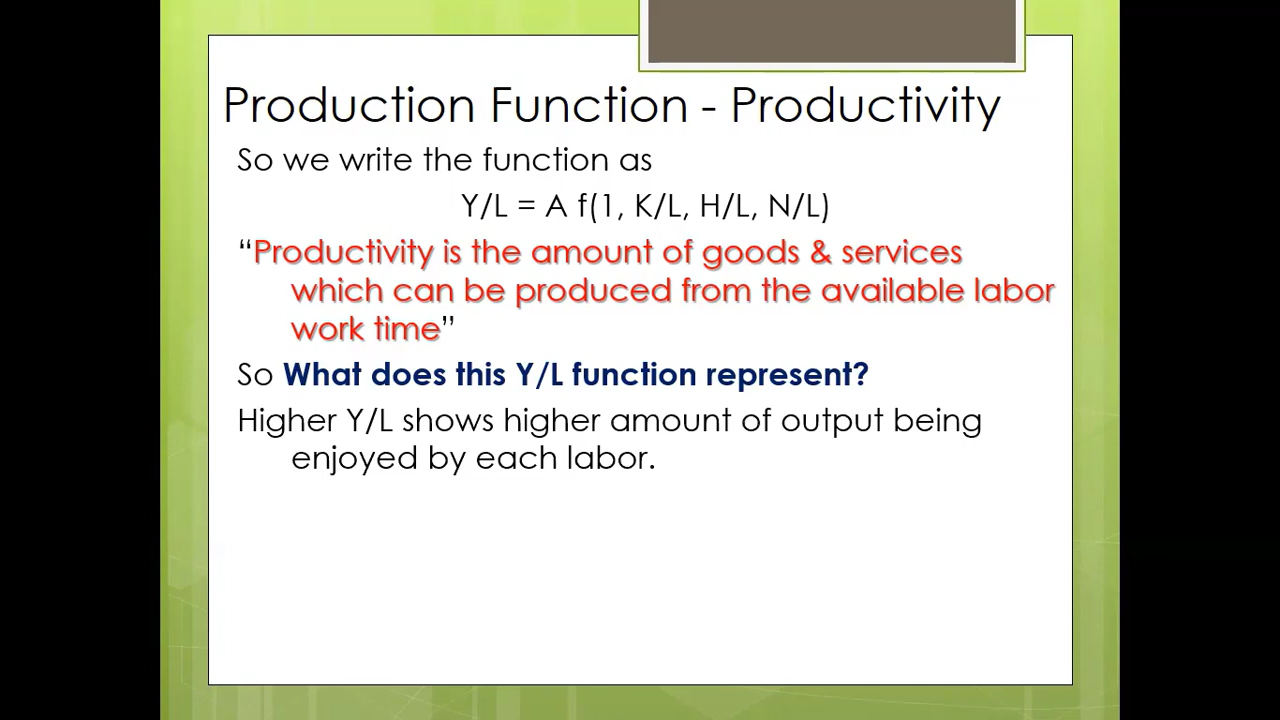 Production Function - Productivity
So we write the function as
Y/L = A f(1, K/L, H/L, N/L)
“Productivity is the amount of goods & services
which can be produced from the available labor
work time”
So What does this Y/L function represent?
Higher Y/L shows higher amount of output being
enjoyed by each labor.